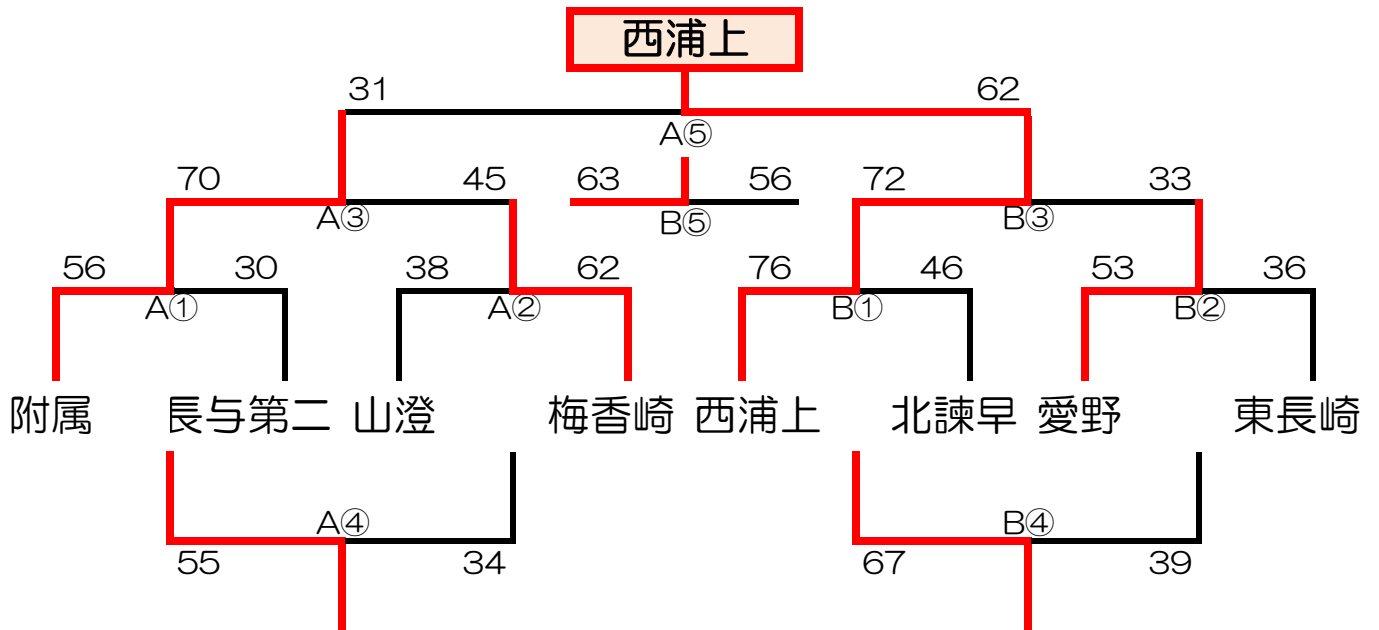 西浦上
31 62
A⑤
70 45 63 56 72 33
A③ B⑤ B③
56 30 38 62 76 46 53 36
A① A② B① B②
附属 長与第二 山澄 梅香崎 西浦上 北諫早 愛野 東長崎
A④ B④
55 34 67 39